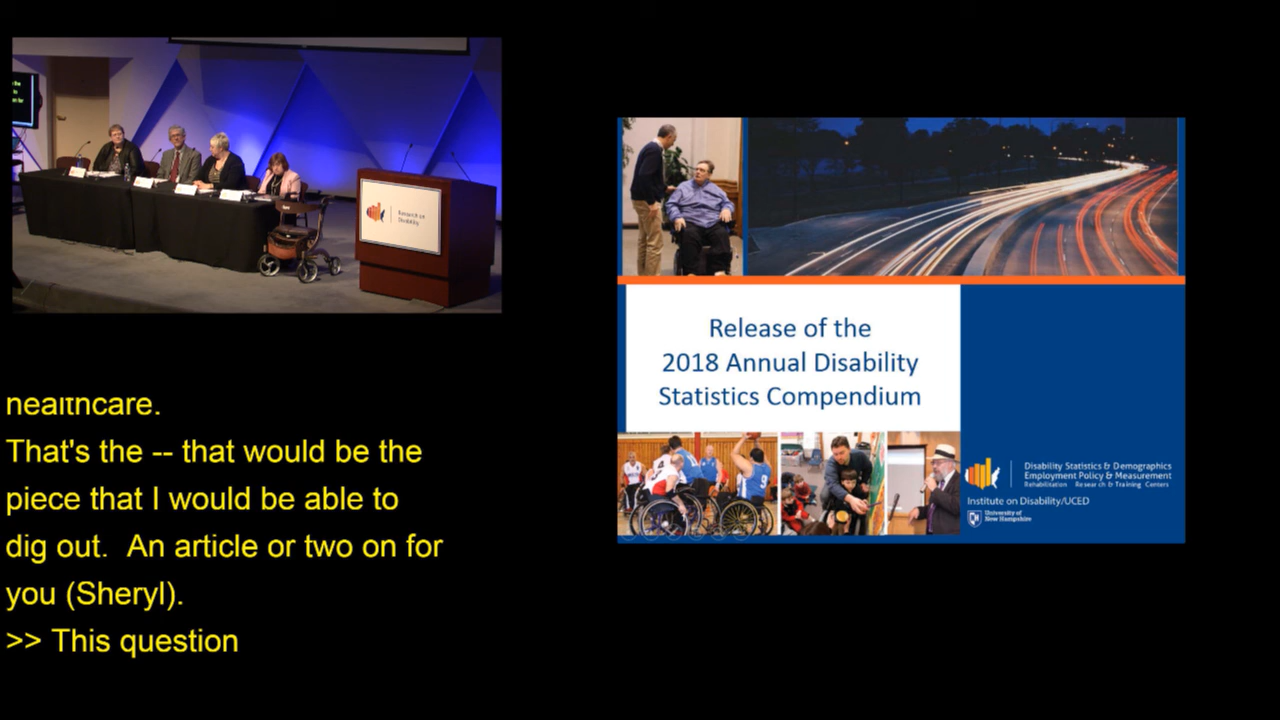 Research on
Disability
healthcare.
That's the -- that would be the
piece that I would be able to
dig out.  An article or two on for
you (Sheryl).
>> This question
Release of the
2018 Annual Disability
Statistics Compendium
Disability Statistics & Demographics
Employment Policy & Measurement
Rehabilitation Research & Training Centers
Institute on Disability/UCED
University of
New Hampshire
9